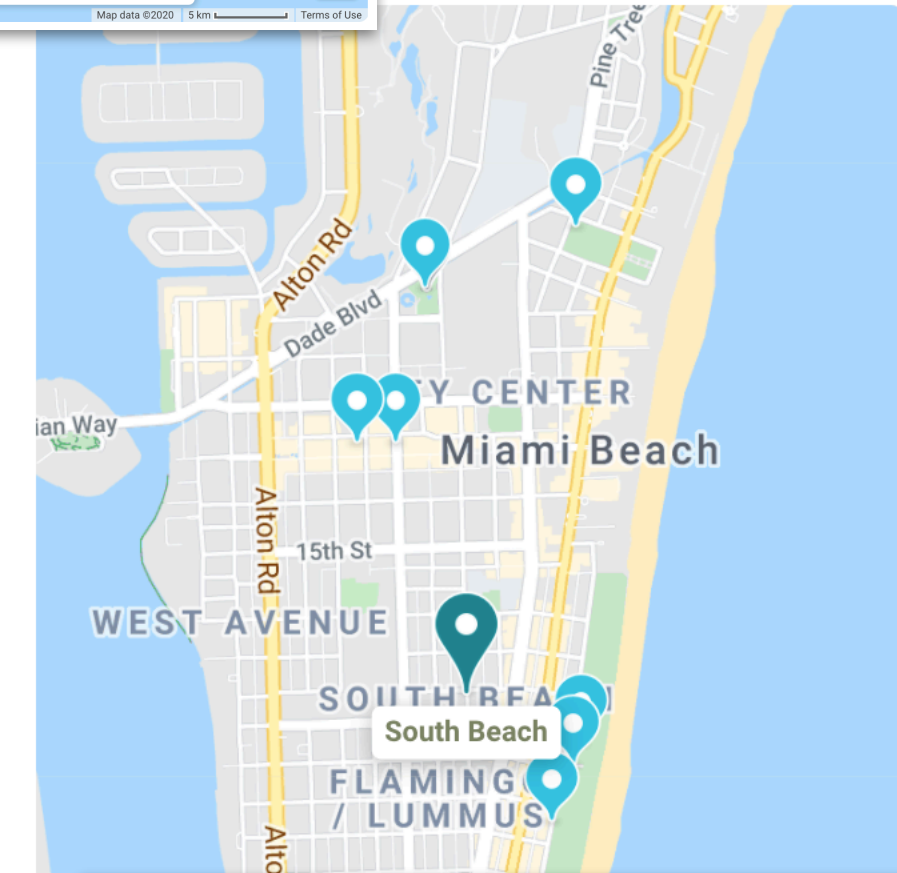 Map data ©2020 5 km Terms of Use
Pine Tree
Alton Rd
Dade Blvd
TY CENTER
ian Way
Miami Beach
Alton Rd
15th St
WEST AVENUE
SOUTH BEA
South Beach
FLAMING
/ LUMMUS
Alto